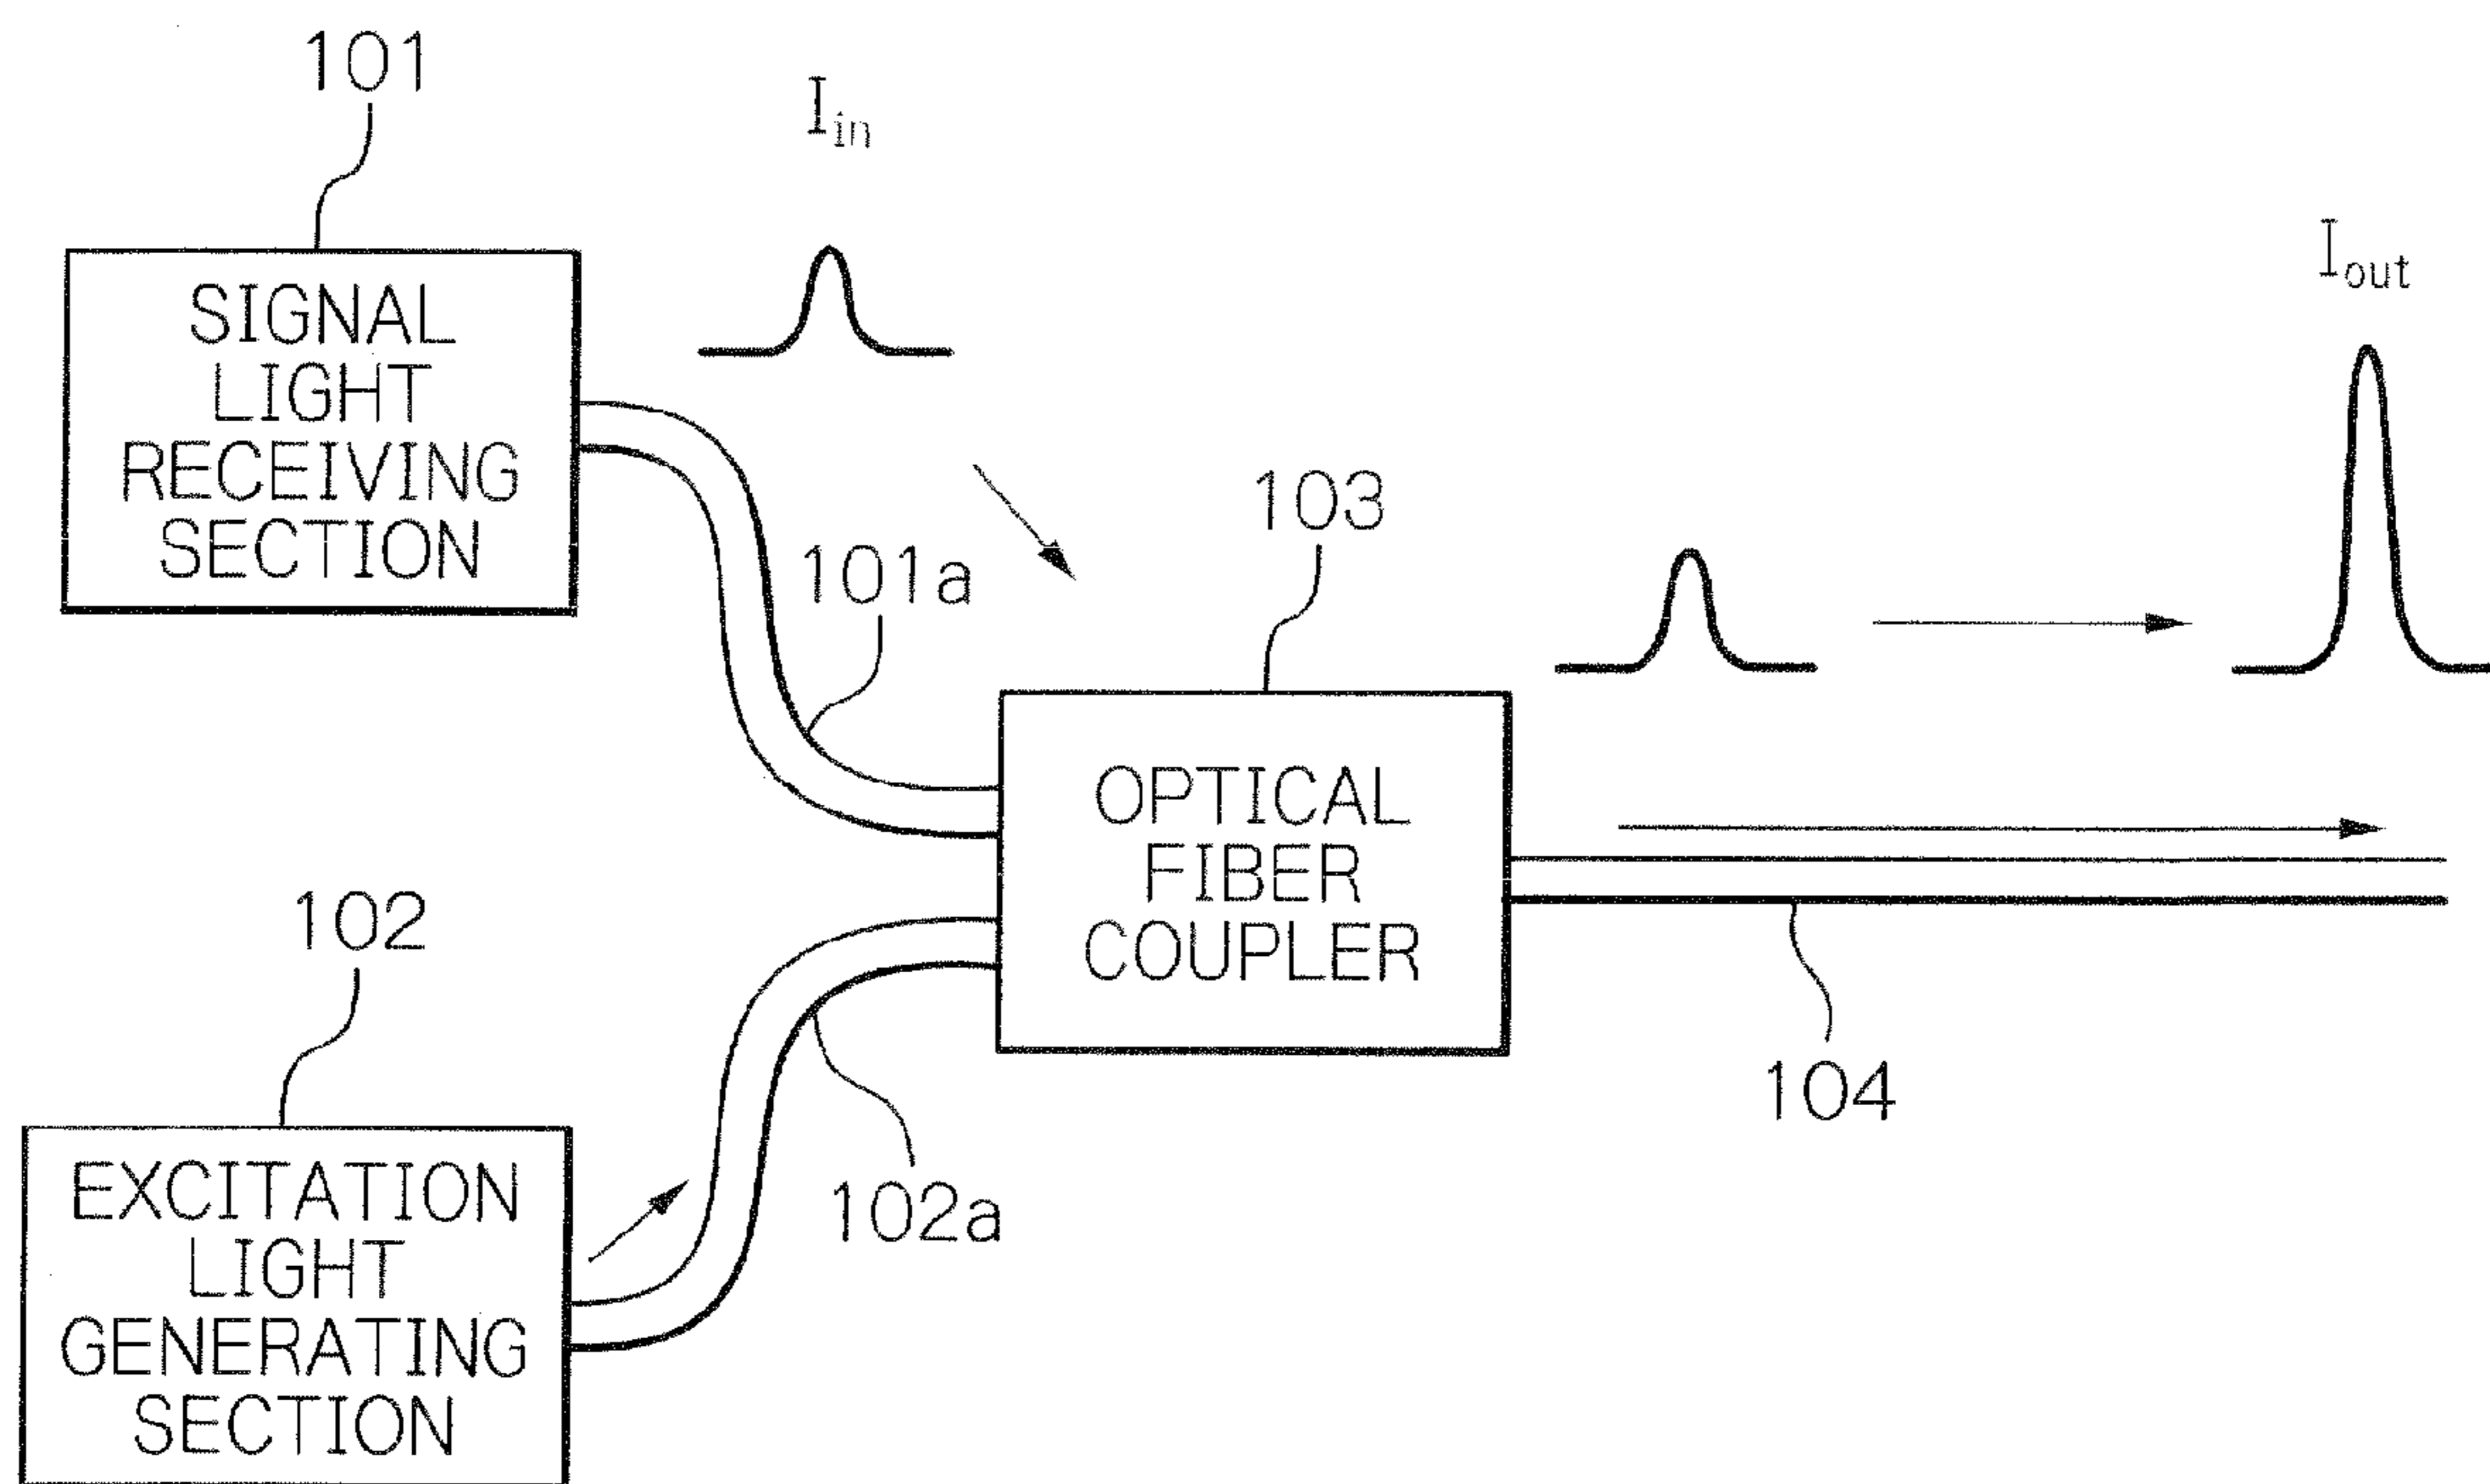 101
I_in
I_out
SIGNAL
LIGHT
RECEIVING
SECTION
103
101a
OPTICAL
FIBER
COUPLER
102
104
102a
EXCITATION
LIGHT
GENERATING
SECTION